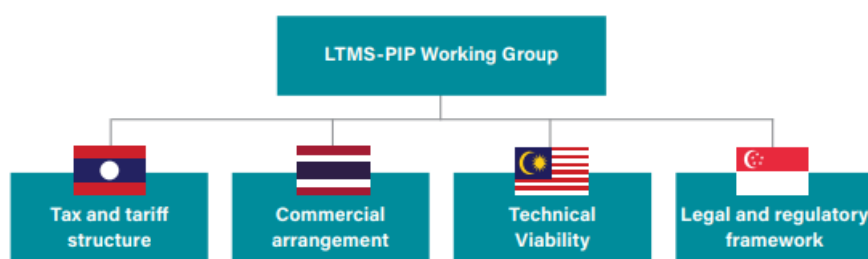 LTMS-PIP Working Group
Tax and tariff
structure
Commercial
arrangement
Technical
Viability
Legal and regulatory
framework